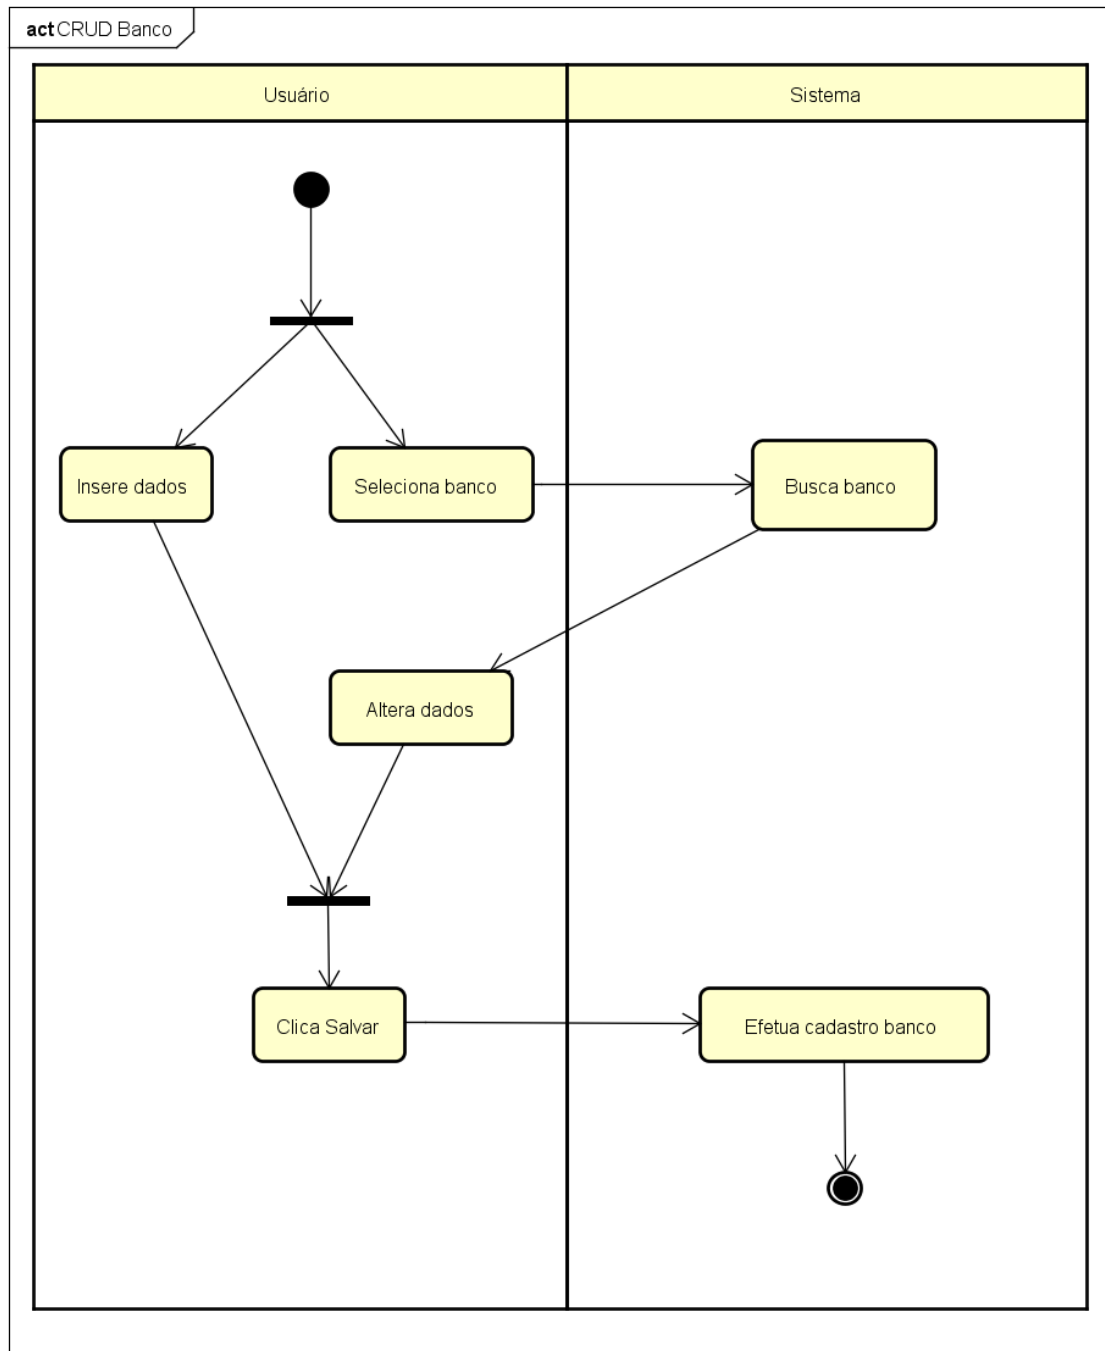 act CRUD Banco
Usuário
Sistema
Insere dados
Seleciona banco
Busca banco
Altera dados
Clica Salvar
Efetua cadastro banco